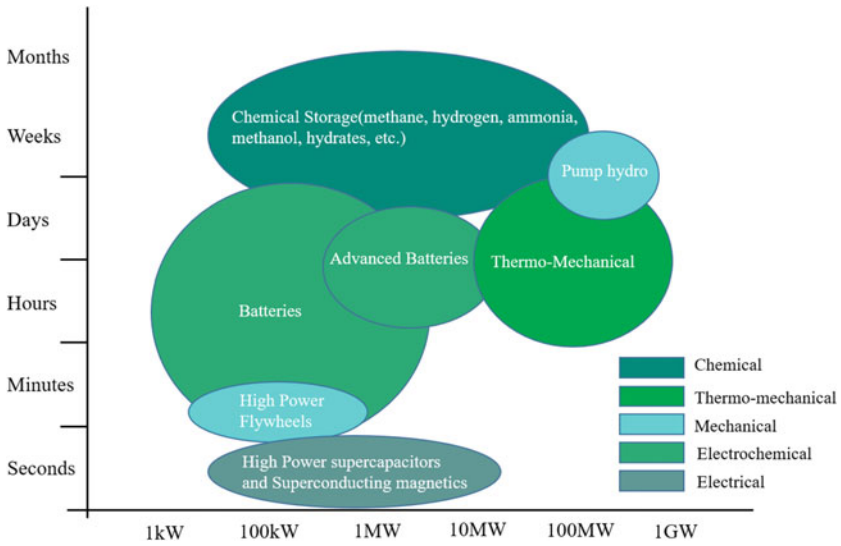 Months
Weeks
Days
Hours
Minutes
Seconds
Chemical Storage(methane, hydrogen, ammonia,
methanol, hydrates, etc.)
Pump hydro
Advanced Batteries
Thermo-Mechanical
Batteries
High Power
Flywheels
High Power supercapacitors
and Superconducting magnetics
Chemical
Thermo-mechanical
Mechanical
Electrochemical
Electrical
1kW 100kW 1MW 10MW 100MW 1GW